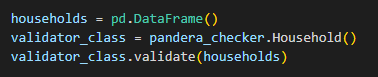 households = pd.DataFrame()
validator_class = pandera_checker.Household()
validator_class.validate(households)